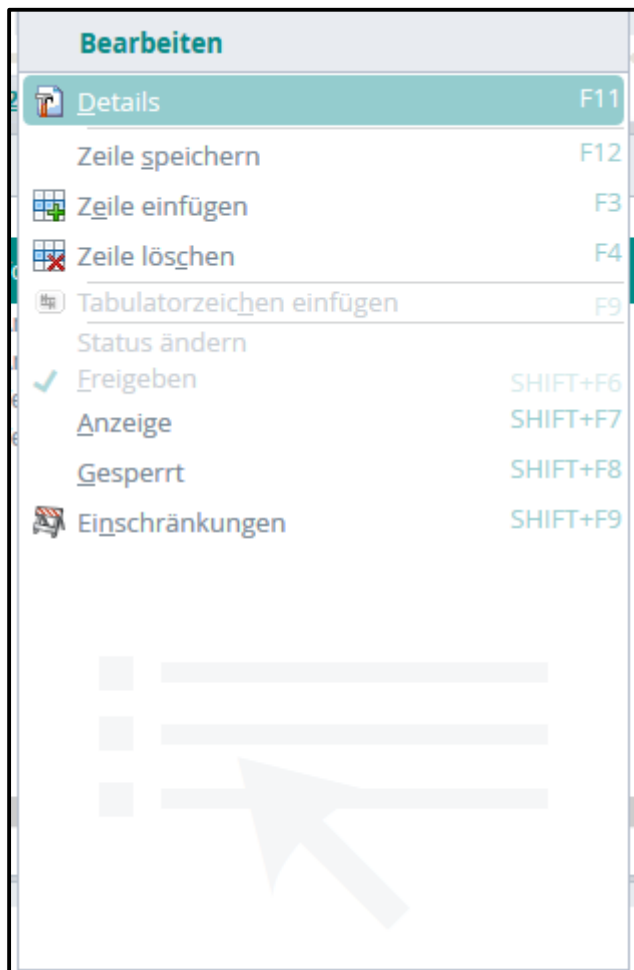 Bearbeiten
Details F11
Zeile speichern F12
Zeile einfügen F3
Zeile löschen F4
Tabulatorzeichen einfügen F9
Status ändern
Freigeben SHIFT+F6
Anzeige SHIFT+F7
Gesperrt SHIFT+F8
Einschränkungen SHIFT+F9